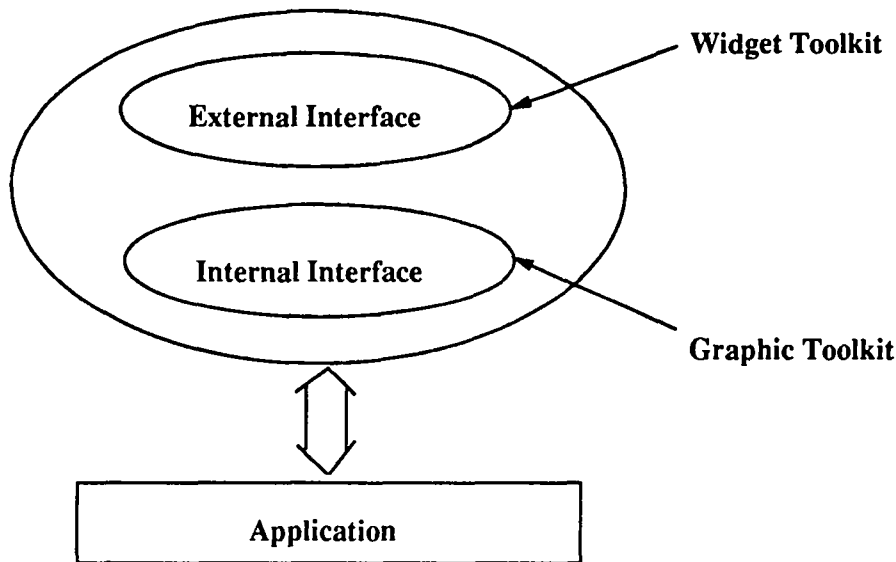 Widget Toolkit
External Interface
Internal Interface
Graphic Toolkit
Application